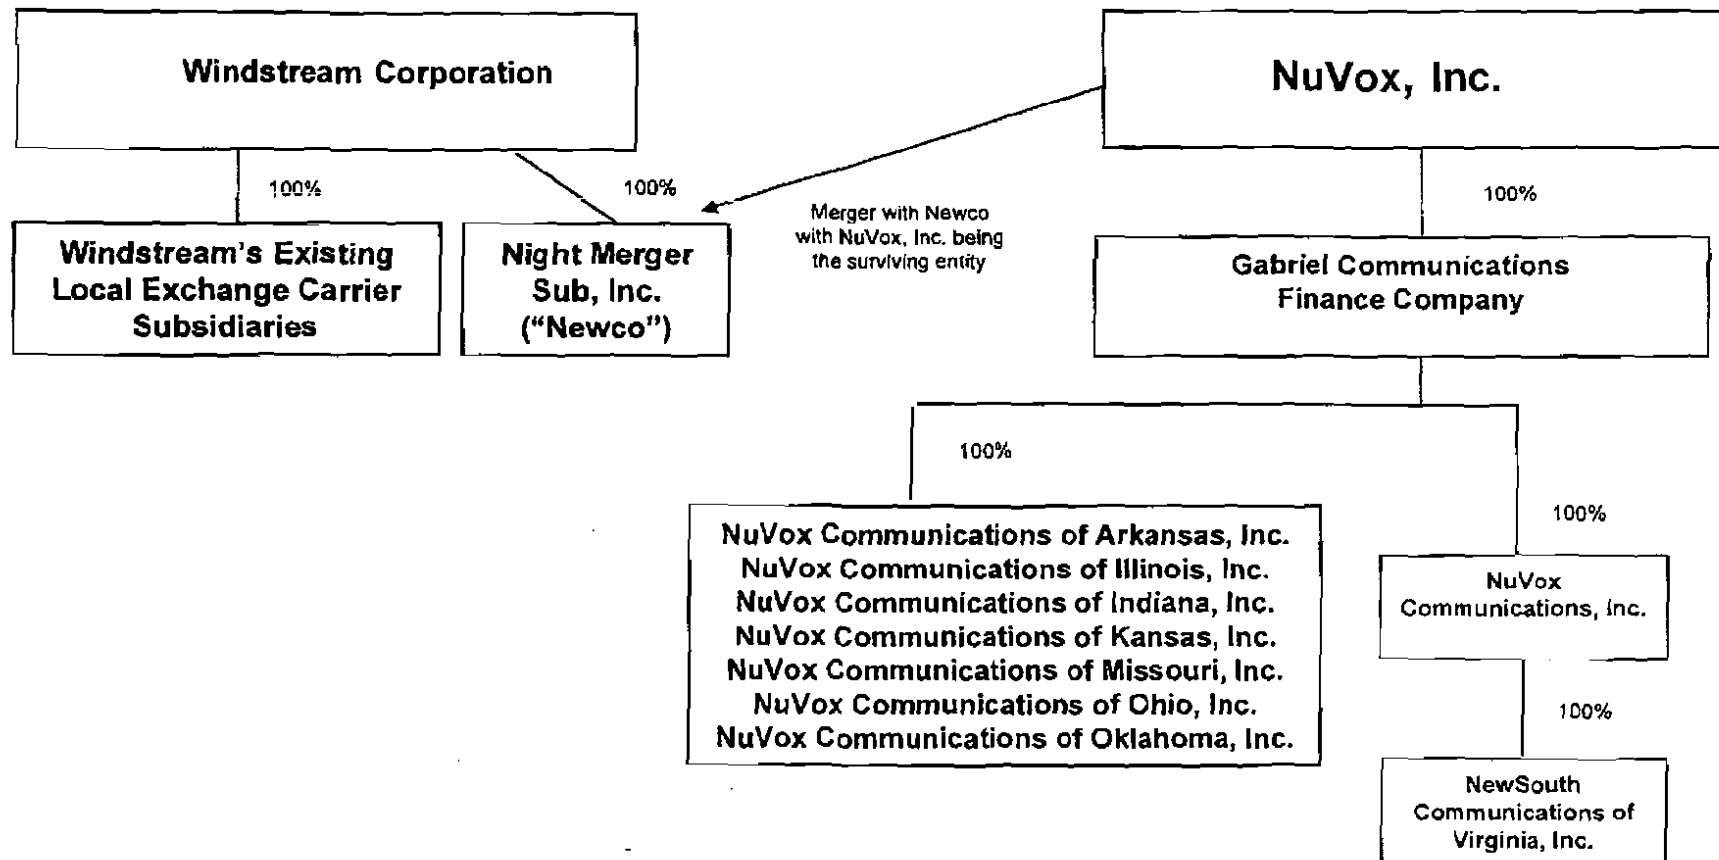 Windstream Corporation
NuVox, Inc.
100%
100%
100%
Merger with Newco
with NuVox, Inc. being
the surviving entity
Windstream's Existing
Local Exchange Carrier
Subsidiaries
Night Merger
Sub, Inc.
("Newco")
Gabriel Communications
Finance Company
100%
100%
NuVox Communications of Arkansas, Inc.
NuVox Communications of Illinois, Inc.
NuVox Communications of Indiana, Inc.
NuVox Communications of Kansas, Inc.
NuVox Communications of Missouri, Inc.
NuVox Communications of Ohio, Inc.
NuVox Communications of Oklahoma, Inc.
NuVox
Communications, Inc.
100%
NewSouth
Communications of
Virginia, Inc.